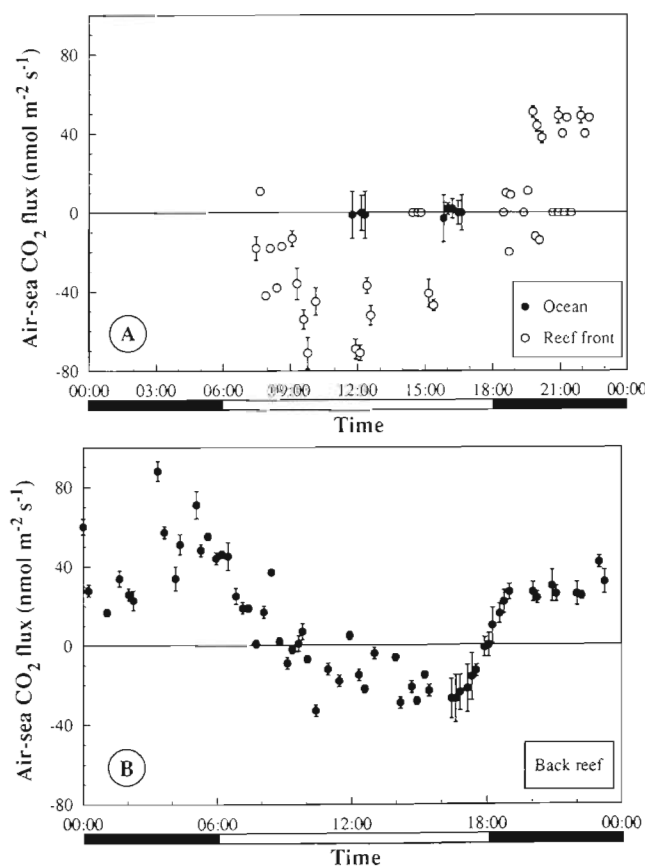 Air-sea CO2 flux (nmol m-2 s-1)
80
40
0
-40
-80
A
● Ocean
○ Reef front
00:00 03:00 06:00 09:00 12:00 15:00 18:00 21:00 00:00
Time
Air-sea CO2 flux (nmol m-2 s-1)
80
40
0
-40
-80
B
Back reef
00:00 06:00 12:00 18:00 00:00
Time